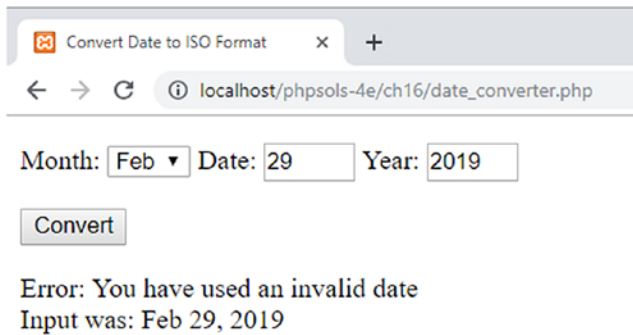 Convert Date to ISO Format
localhost/phpsols-4e/ch16/date_converter.php
Month: Feb Date: 29 Year: 2019
Convert
Error: You have used an invalid date
Input was: Feb 29, 2019